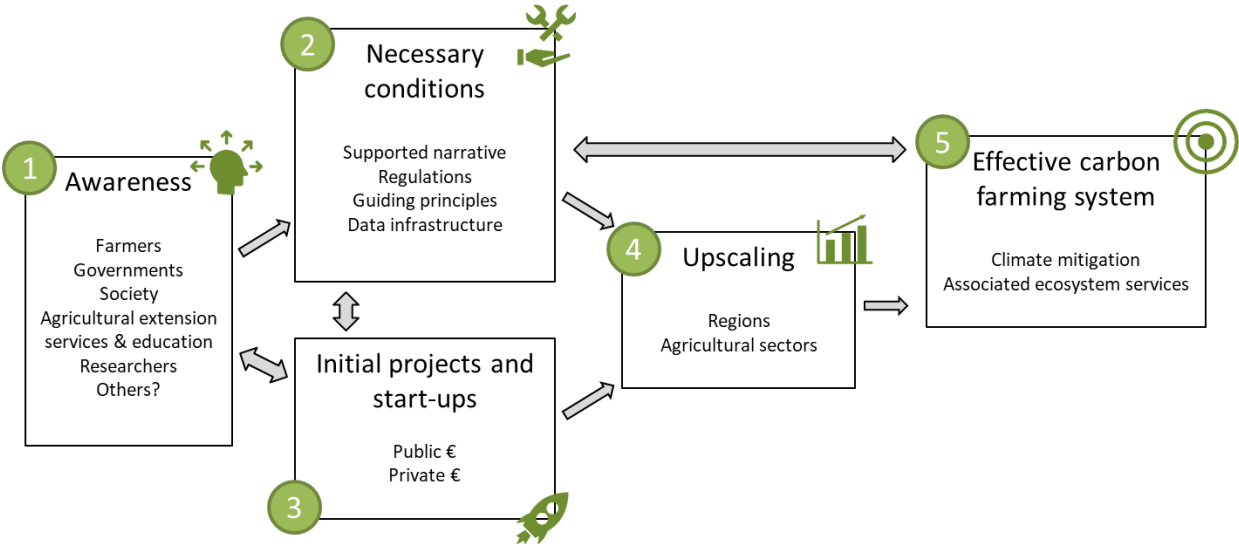 1
Awareness
Farmers
Governments
Society
Agricultural extension
services & education
Researchers
Others?
2
Necessary
conditions
Supported narrative
Regulations
Guiding principles
Data infrastructure
Initial projects and
start-ups
Public €
Private €
3
4
Upscaling
Regions
Agricultural sectors
5
Effective carbon
farming system
Climate mitigation
Associated ecosystem services